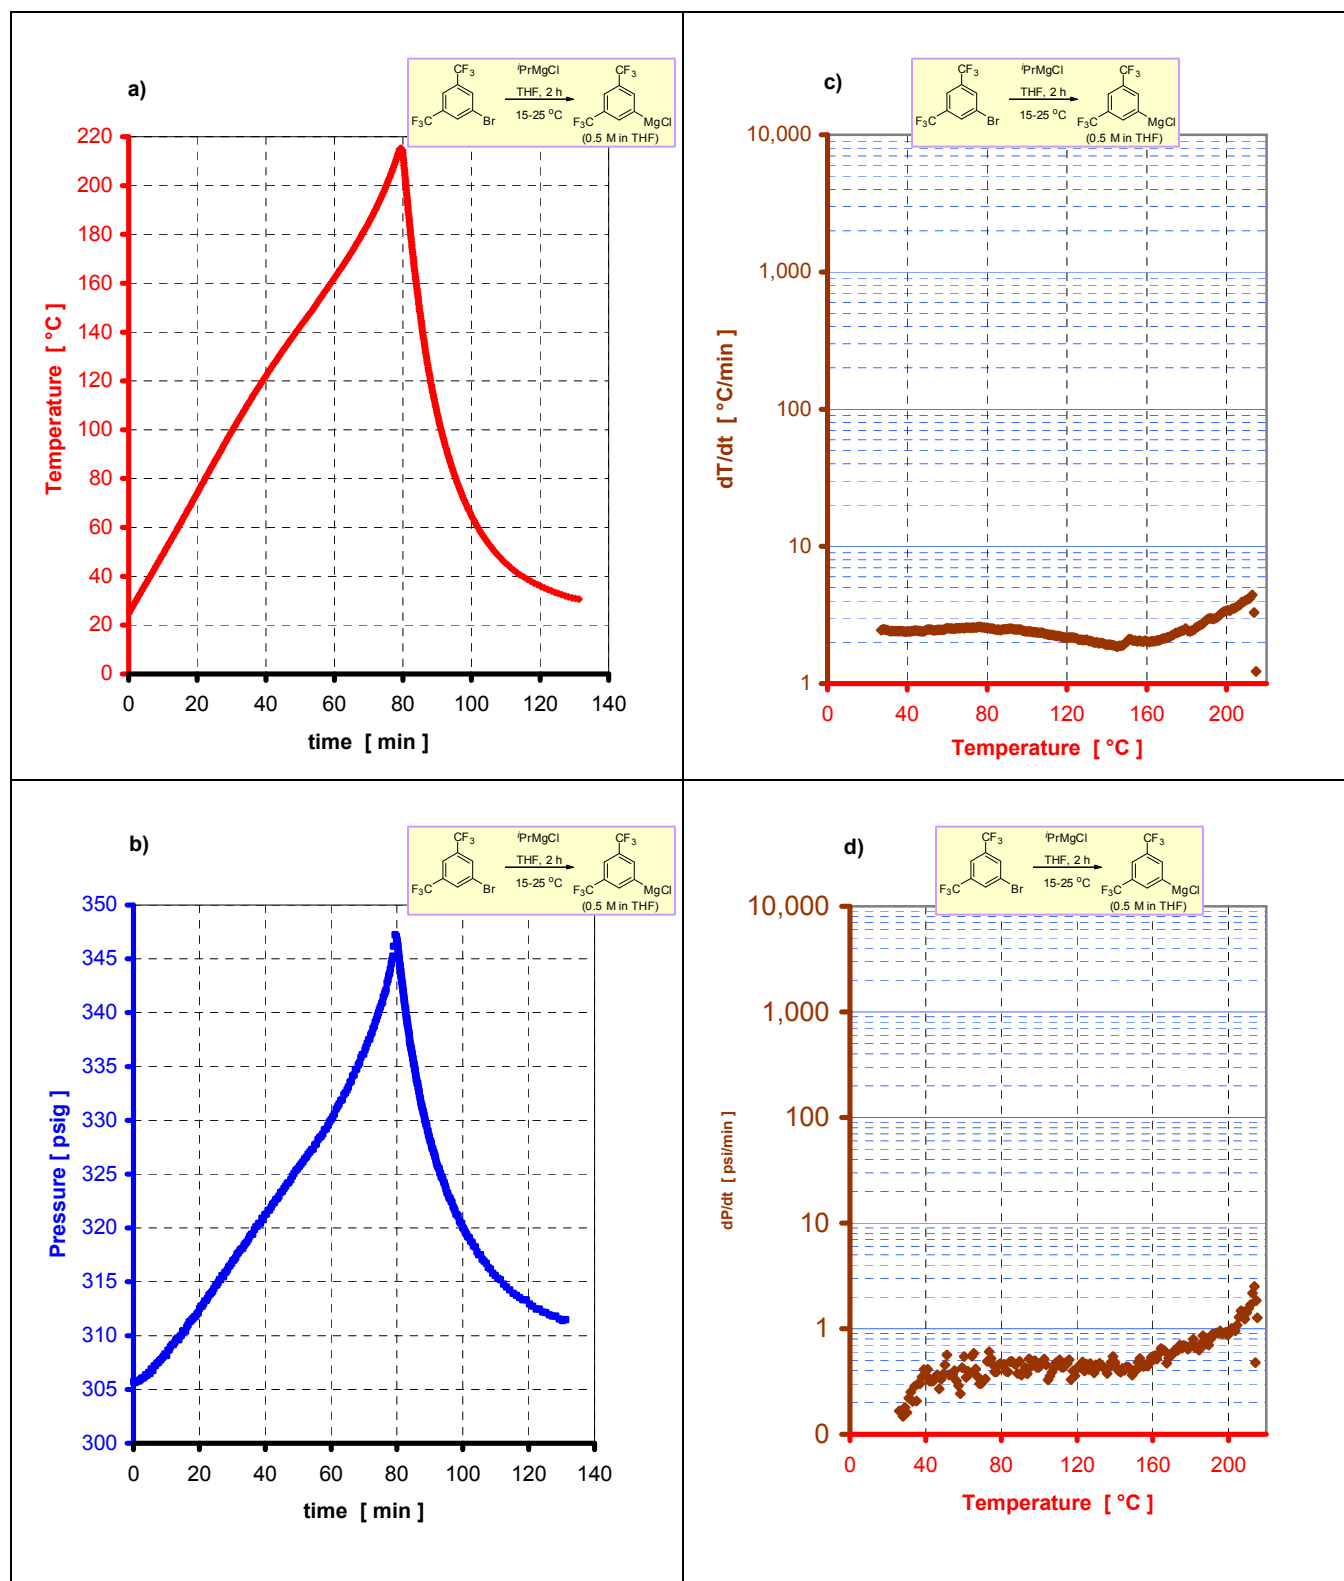 a)
CF3
F3C
Br
iPrMgCl
THF, 2 h
15-25 °C
CF3
F3C
MgCl
(0.5 M in THF)
220
200
180
160
140
120
100
80
60
40
20
0
Temperature [ °C ]
0 20 40 60 80 100 120 140
time [ min ]
c)
CF3
F3C
Br
iPrMgCl
THF, 2 h
15-25 °C
CF3
F3C
MgCl
(0.5 M in THF)
10,000
1,000
100
10
1
dT/dt [ °C/min ]
0 40 80 120 160 200
Temperature [ °C ]
b)
CF3
F3C
Br
iPrMgCl
THF, 2 h
15-25 °C
CF3
F3C
MgCl
(0.5 M in THF)
350
345
340
335
330
325
320
315
310
305
300
Pressure [ psig ]
0 20 40 60 80 100 120 140
time [ min ]
d)
CF3
F3C
Br
iPrMgCl
THF, 2 h
15-25 °C
CF3
F3C
MgCl
(0.5 M in THF)
10,000
1,000
100
10
1
0
dP/dt [ psi/min ]
0 40 80 120 160 200
Temperature [ °C ]